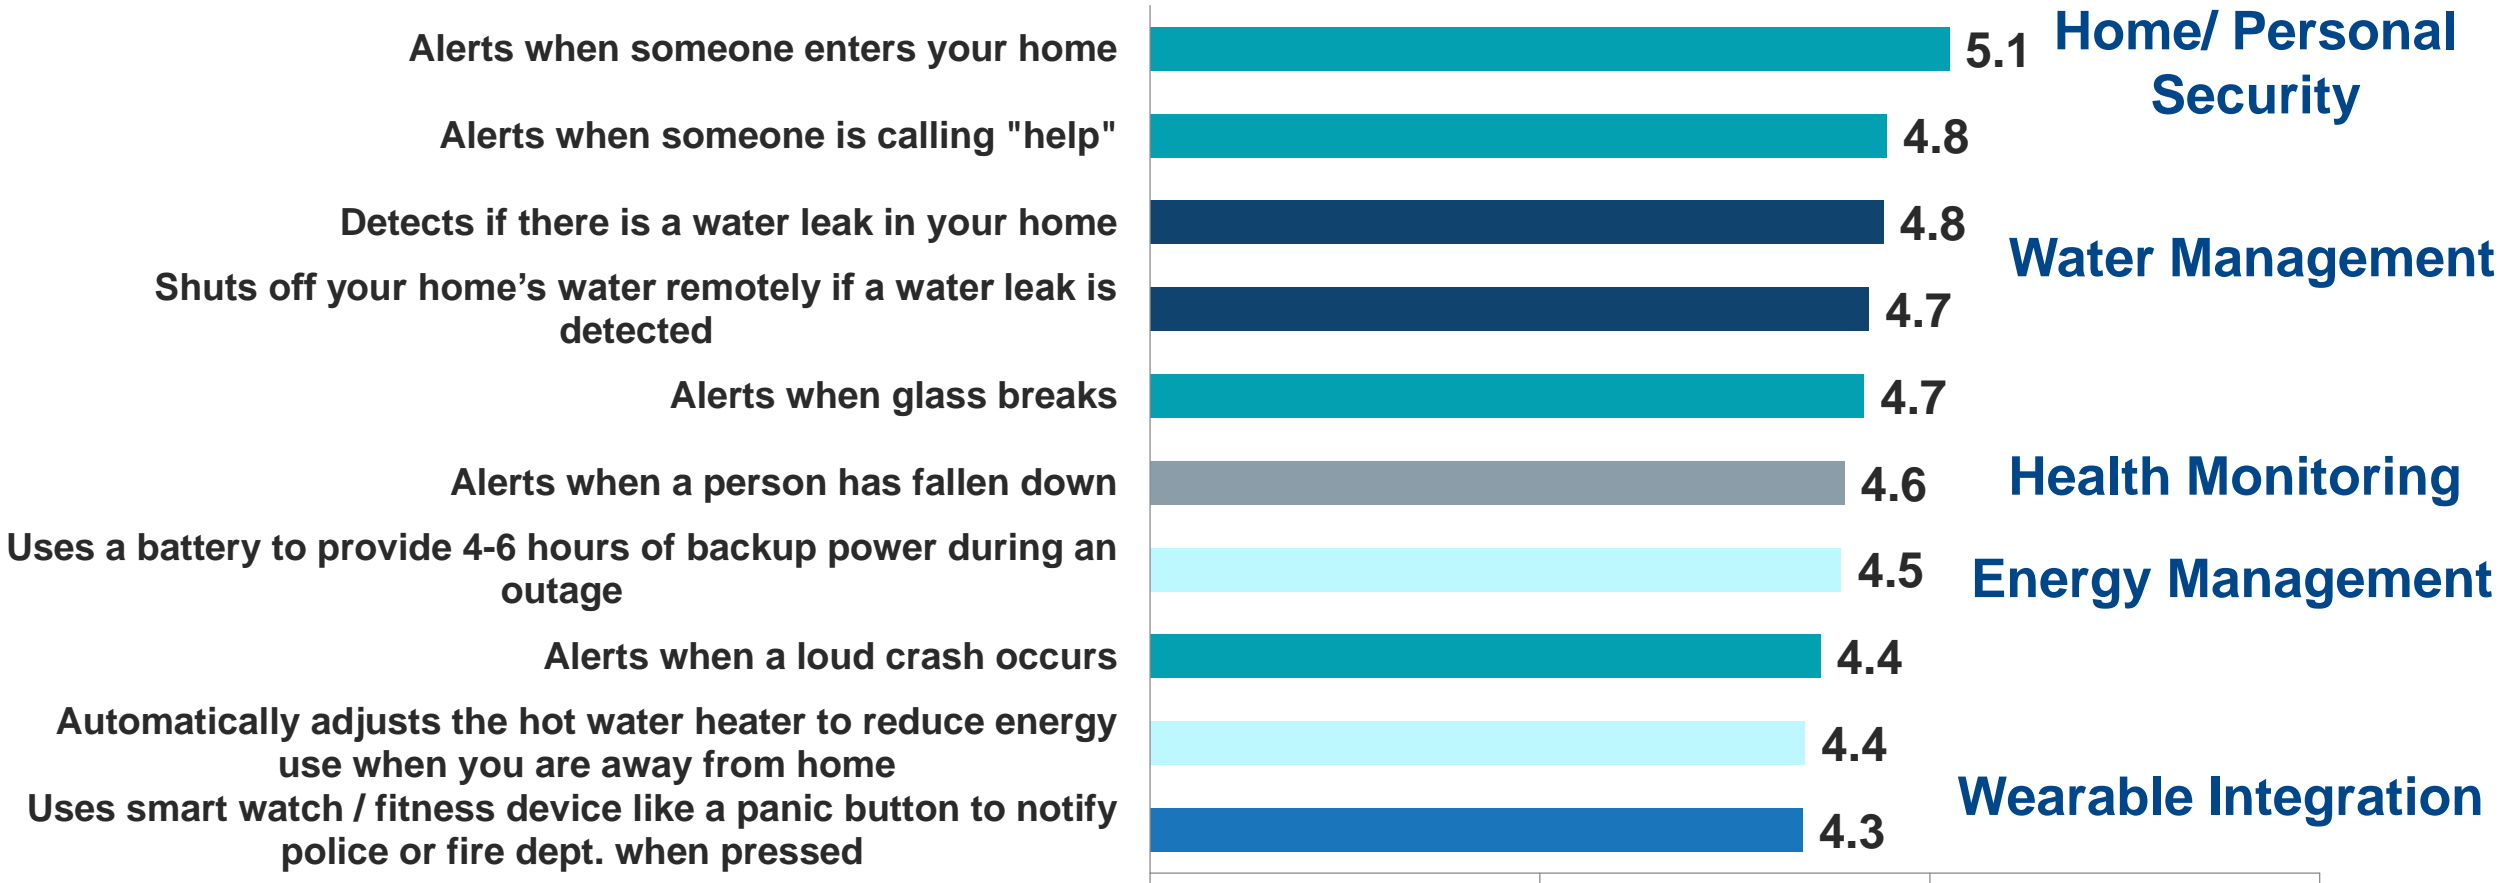 Alerts when someone enters your home
5.1
Home/ Personal
Security
Alerts when someone is calling "help"
4.8
Detects if there is a water leak in your home
4.8
Water Management
Shuts off your home’s water remotely if a water leak is
detected
4.7
Alerts when glass breaks
4.7
Alerts when a person has fallen down
4.6
Health Monitoring
Uses a battery to provide 4-6 hours of backup power during an
outage
4.5
Energy Management
Alerts when a loud crash occurs
4.4
Automatically adjusts the hot water heater to reduce energy
use when you are away from home
4.4
Wearable Integration
Uses smart watch / fitness device like a panic button to notify
police or fire dept. when pressed
4.3